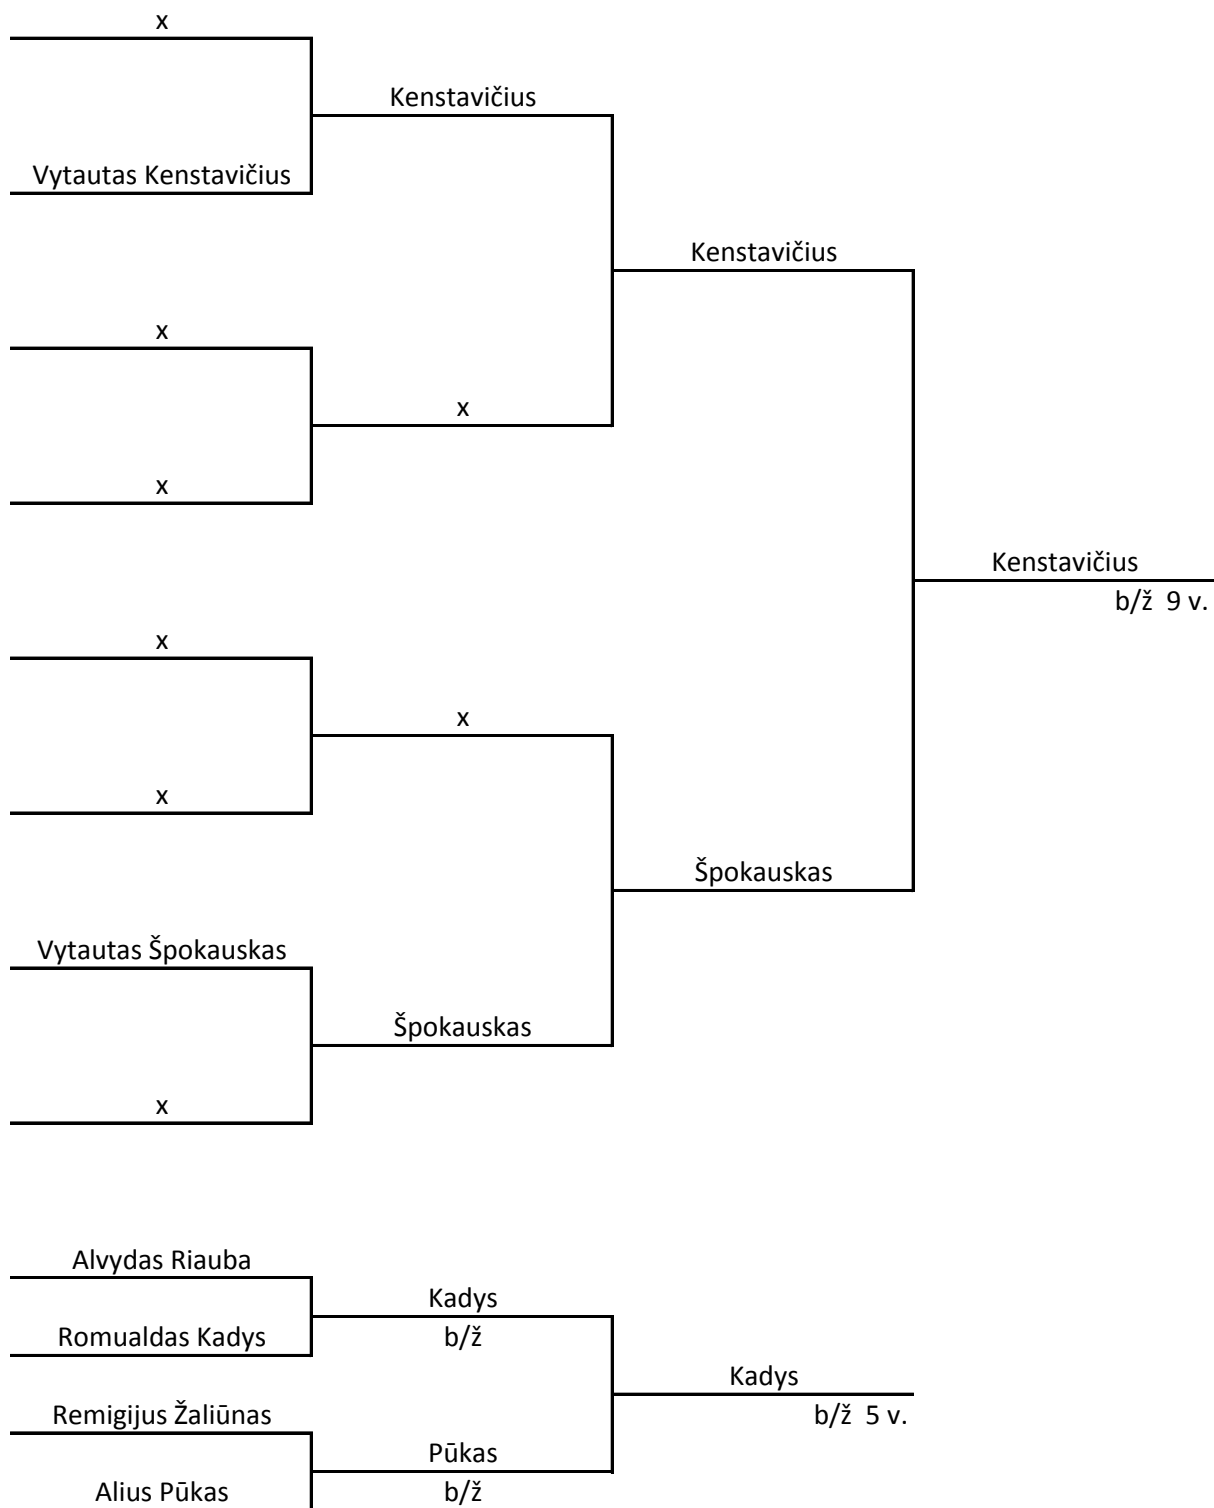 x
Kenstavičius
Vytautas Kenstavičius
Kenstavičius
x
x
x
Kenstavičius
b/ž 9 v.
x
x
x
Špokauskas
Vytautas Špokauskas
Špokauskas
x
Alvydas Riauba
Kadys
Romualdas Kadys
b/ž
Kadys
Remigijus Žaliūnas
b/ž 5 v.
Pūkas
Alius Pūkas
b/ž